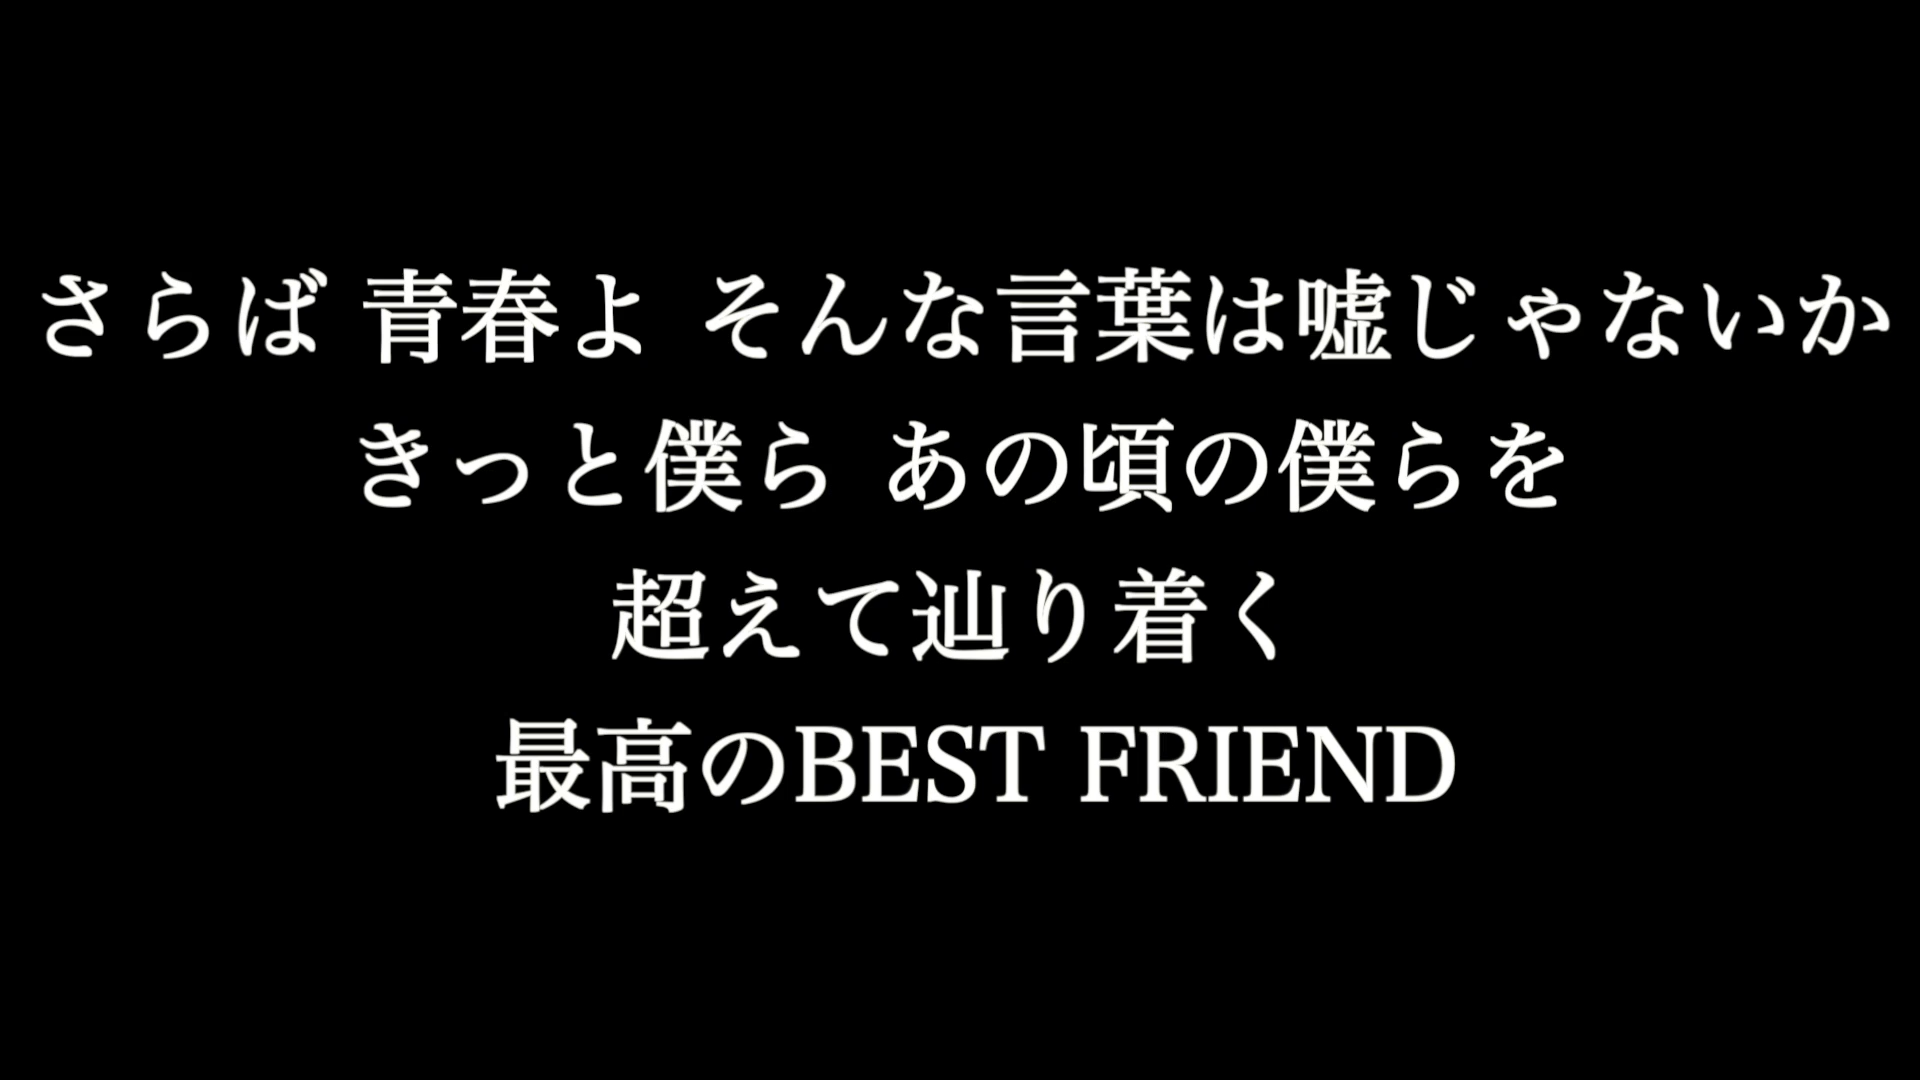 さらば 青春よ そんな言葉は嘘じゃないか
きっと僕ら あの頃の僕らを
超えて辿り着く
最高のBEST FRIEND